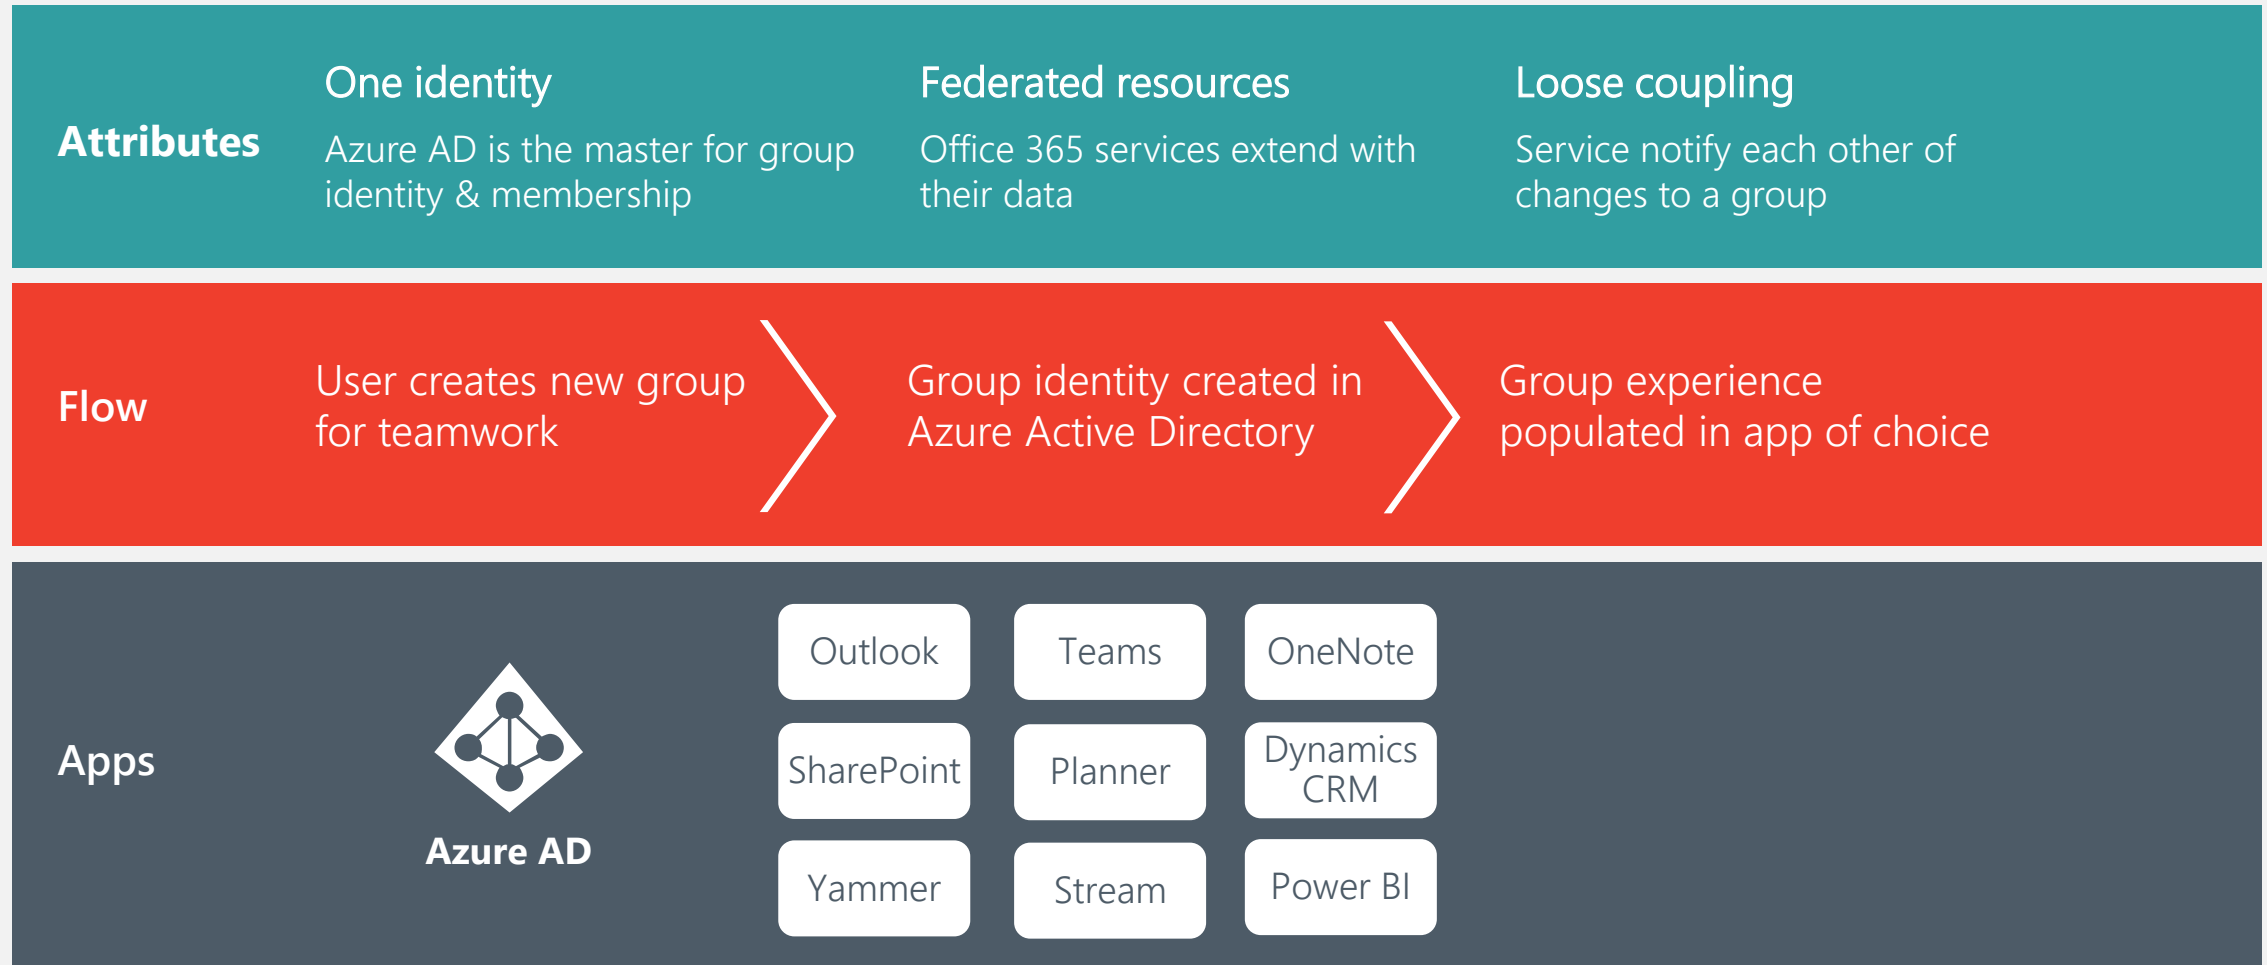 Attributes
One identity
Azure AD is the master for group
identity & membership
Federated resources
Office 365 services extend with
their data
Loose coupling
Service notify each other of
changes to a group
Flow
User creates new group
for teamwork
Group identity created in
Azure Active Directory
Group experience
populated in app of choice
Apps
Azure AD
Outlook
Teams
OneNote
SharePoint
Planner
Dynamics
CRM
Yammer
Stream
Power BI